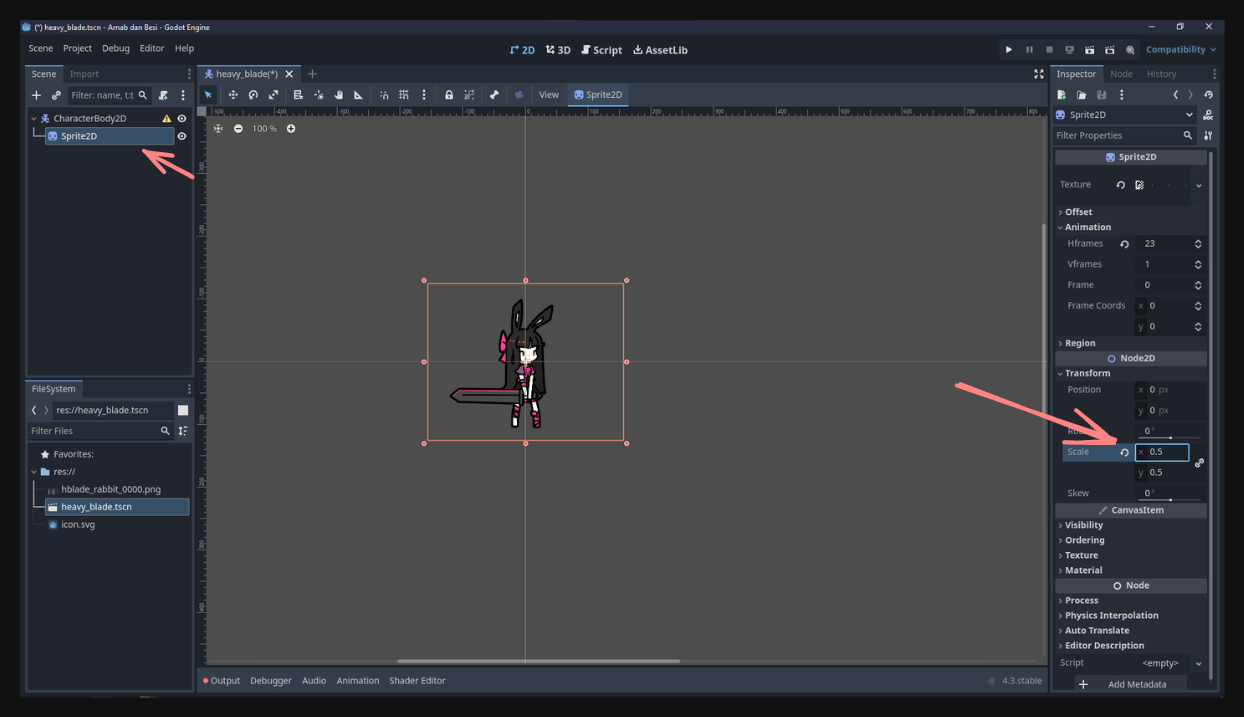 (*) heavy_blade.tscn - Arnab dan Besi - Godot Engine
Scene Project Debug Editor Help
2D 3D Script AssetLib
Compatibility
Scene Import
Filter: name, t:t
CharacterBody2D
Sprite2D
FileSystem
res://heavy_blade.tscn
Filter Files
Favorites:
res://
hblade_rabbit_0000.png
heavy_blade.tscn
icon.svg
heavy_blade(*)
View Sprite2D
100 %
Output Debugger Audio Animation Shader Editor
4.3.stable
Inspector Node History
Sprite2D
Filter Properties
Sprite2D
Texture
Offset
Animation
Hframes 23
Vframes 1
Frame 0
Frame Coords x 0
y 0
Region
Node2D
Transform
Position x 0 px
y 0 px
0 °
Scale x 0.5
y 0.5
Skew 0 °
CanvasItem
Visibility
Ordering
Texture
Material
Node
Process
Physics Interpolation
Auto Translate
Editor Description
Script <empty>
Add Metadata